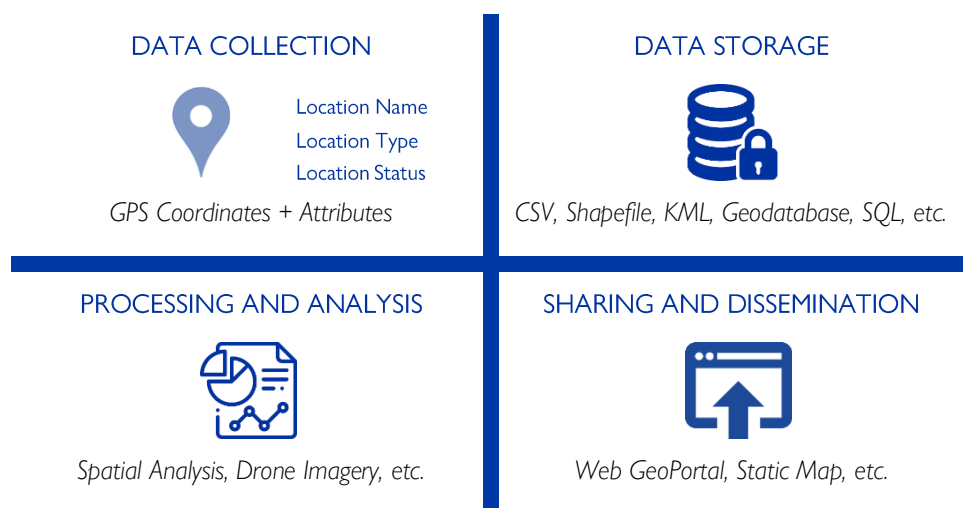 DATA COLLECTION
Location Name
Location Type
Location Status
GPS Coordinates + Attributes
DATA STORAGE
CSV, Shapefile, KML, Geodatabase, SQL, etc.
PROCESSING AND ANALYSIS
Spatial Analysis, Drone Imagery, etc.
SHARING AND DISSEMINATION
Web GeoPortal, Static Map, etc.